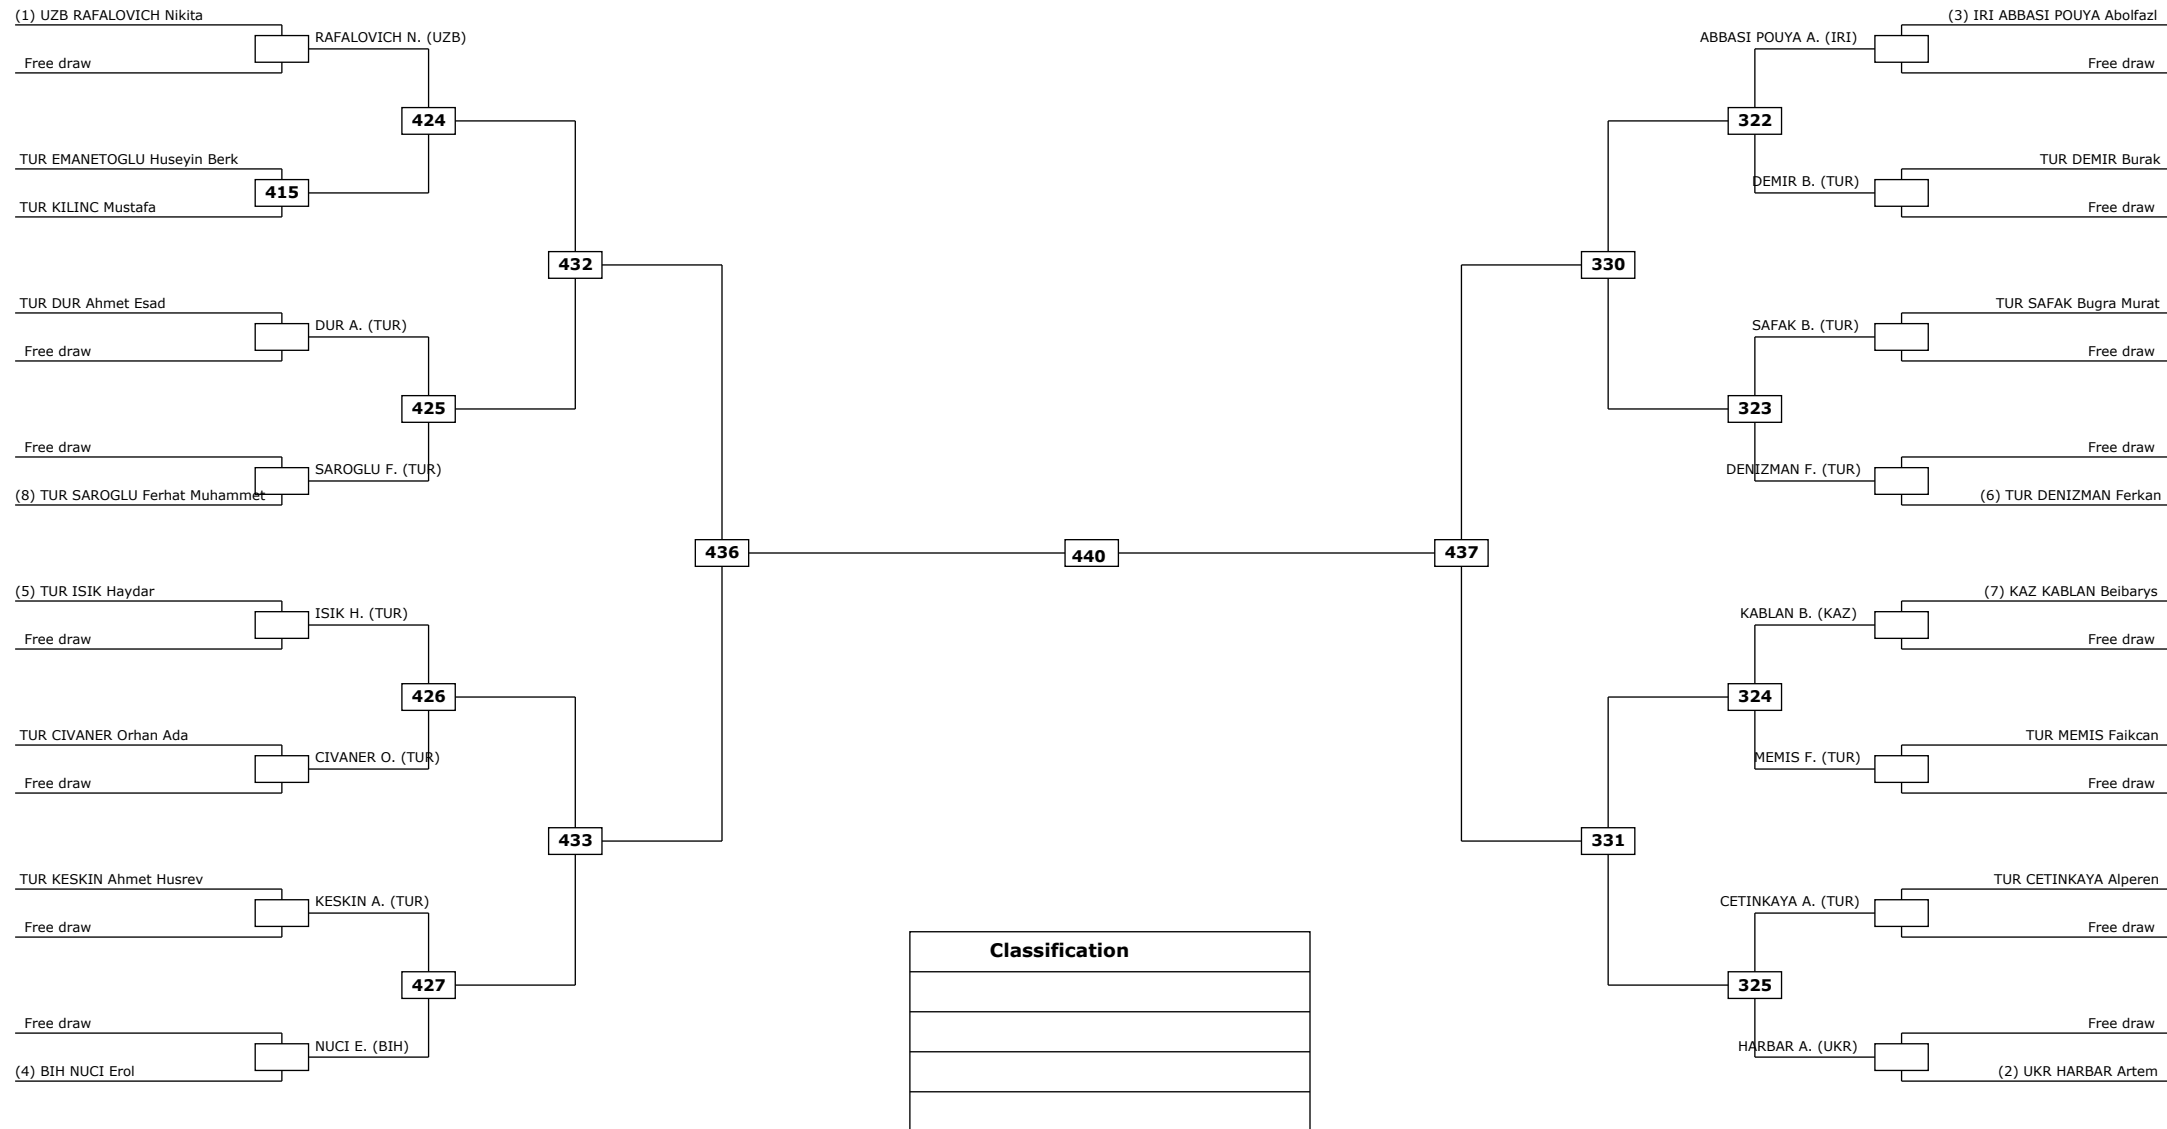 (1) UZB RAFALOVICH Nikita
RAFALOVICH N. (UZB)
Free draw
424
TUR EMANETOGLU Huseyin Berk
415
TUR KILINC Mustafa
432
TUR DUR Ahmet Esad
DUR A. (TUR)
Free draw
425
Free draw
SAROGLU F. (TUR)
(8) TUR SAROGLU Ferhat Muhammet
436
(5) TUR ISIK Haydar
ISIK H. (TUR)
Free draw
426
TUR CIVANER Orhan Ada
CIVANER O. (TUR)
Free draw
433
TUR KESKIN Ahmet Husrev
KESKIN A. (TUR)
Free draw
427
Free draw
NUCI E. (BIH)
(4) BIH NUCI Erol
440
(3) IRI ABBASI POUYA Abolfazl
ABBASI POUYA A. (IRI)
Free draw
322
TUR DEMIR Burak
DEMIR B. (TUR)
Free draw
330
TUR SAFAK Bugra Murat
SAFAK B. (TUR)
Free draw
323
Free draw
DENIZMAN F. (TUR)
(6) TUR DENIZMAN Ferkan
437
(7) KAZ KABLAN Beibarys
KABLAN B. (KAZ)
Free draw
324
TUR MEMIS Faikcan
MEMIS F. (TUR)
Free draw
331
TUR CETINKAYA Alperen
CETINKAYA A. (TUR)
Free draw
325
Free draw
HARBAR A. (UKR)
(2) UKR HARBAR Artem
Classification